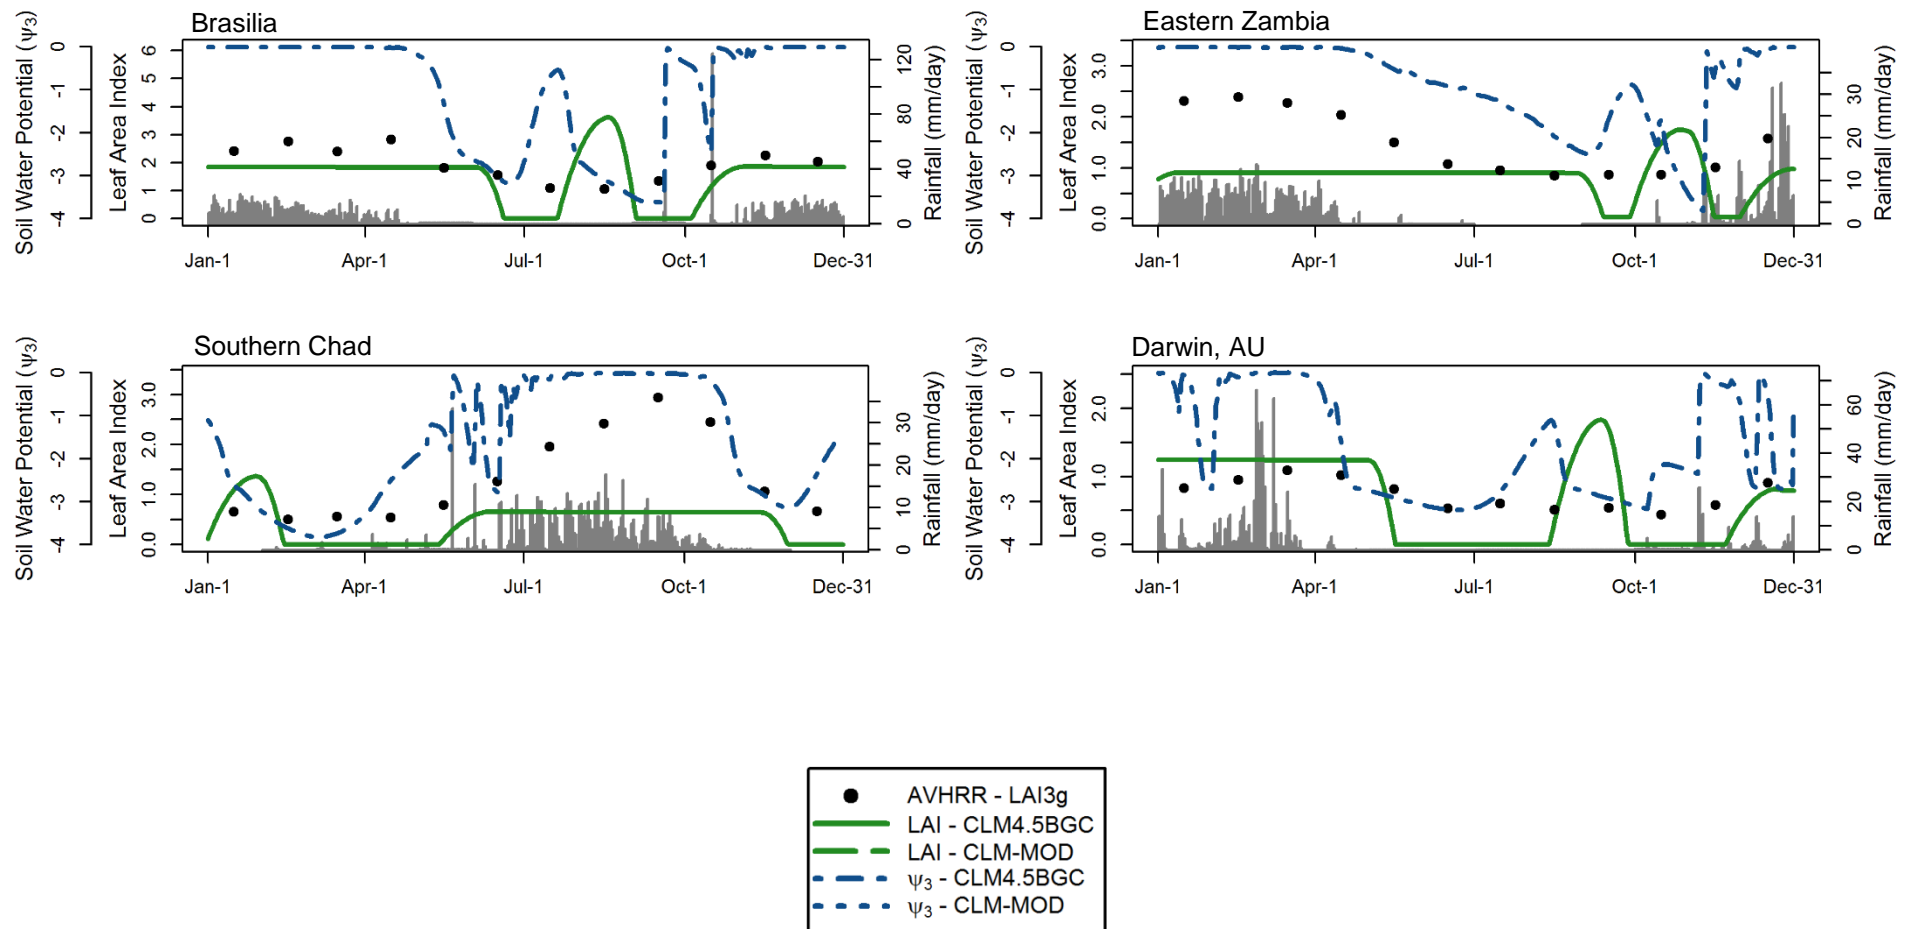 Brasilia
Soil Water Potential (ψ3)
0
-1
-2
-3
-4
Leaf Area Index
6
5
4
3
2
1
0
Rainfall (mm/day)
120
80
40
0
Jan-1 Apr-1 Jul-1 Oct-1 Dec-31
Eastern Zambia
Soil Water Potential (ψ3)
0
-1
-2
-3
-4
Leaf Area Index
3.0
2.0
1.0
0.0
Rainfall (mm/day)
30
20
10
0
Jan-1 Apr-1 Jul-1 Oct-1 Dec-31
Southern Chad
Soil Water Potential (ψ3)
0
-1
-2
-3
-4
Leaf Area Index
3.0
2.0
1.0
0.0
Rainfall (mm/day)
30
20
10
0
Jan-1 Apr-1 Jul-1 Oct-1 Dec-31
Darwin, AU
Soil Water Potential (ψ3)
0
-1
-2
-3
-4
Leaf Area Index
2.0
1.0
0.0
Rainfall (mm/day)
60
40
20
0
Jan-1 Apr-1 Jul-1 Oct-1 Dec-31
AVHRR - LAI3g
LAI - CLM4.5BGC
LAI - CLM-MOD
ψ3 - CLM4.5BGC
ψ3 - CLM-MOD